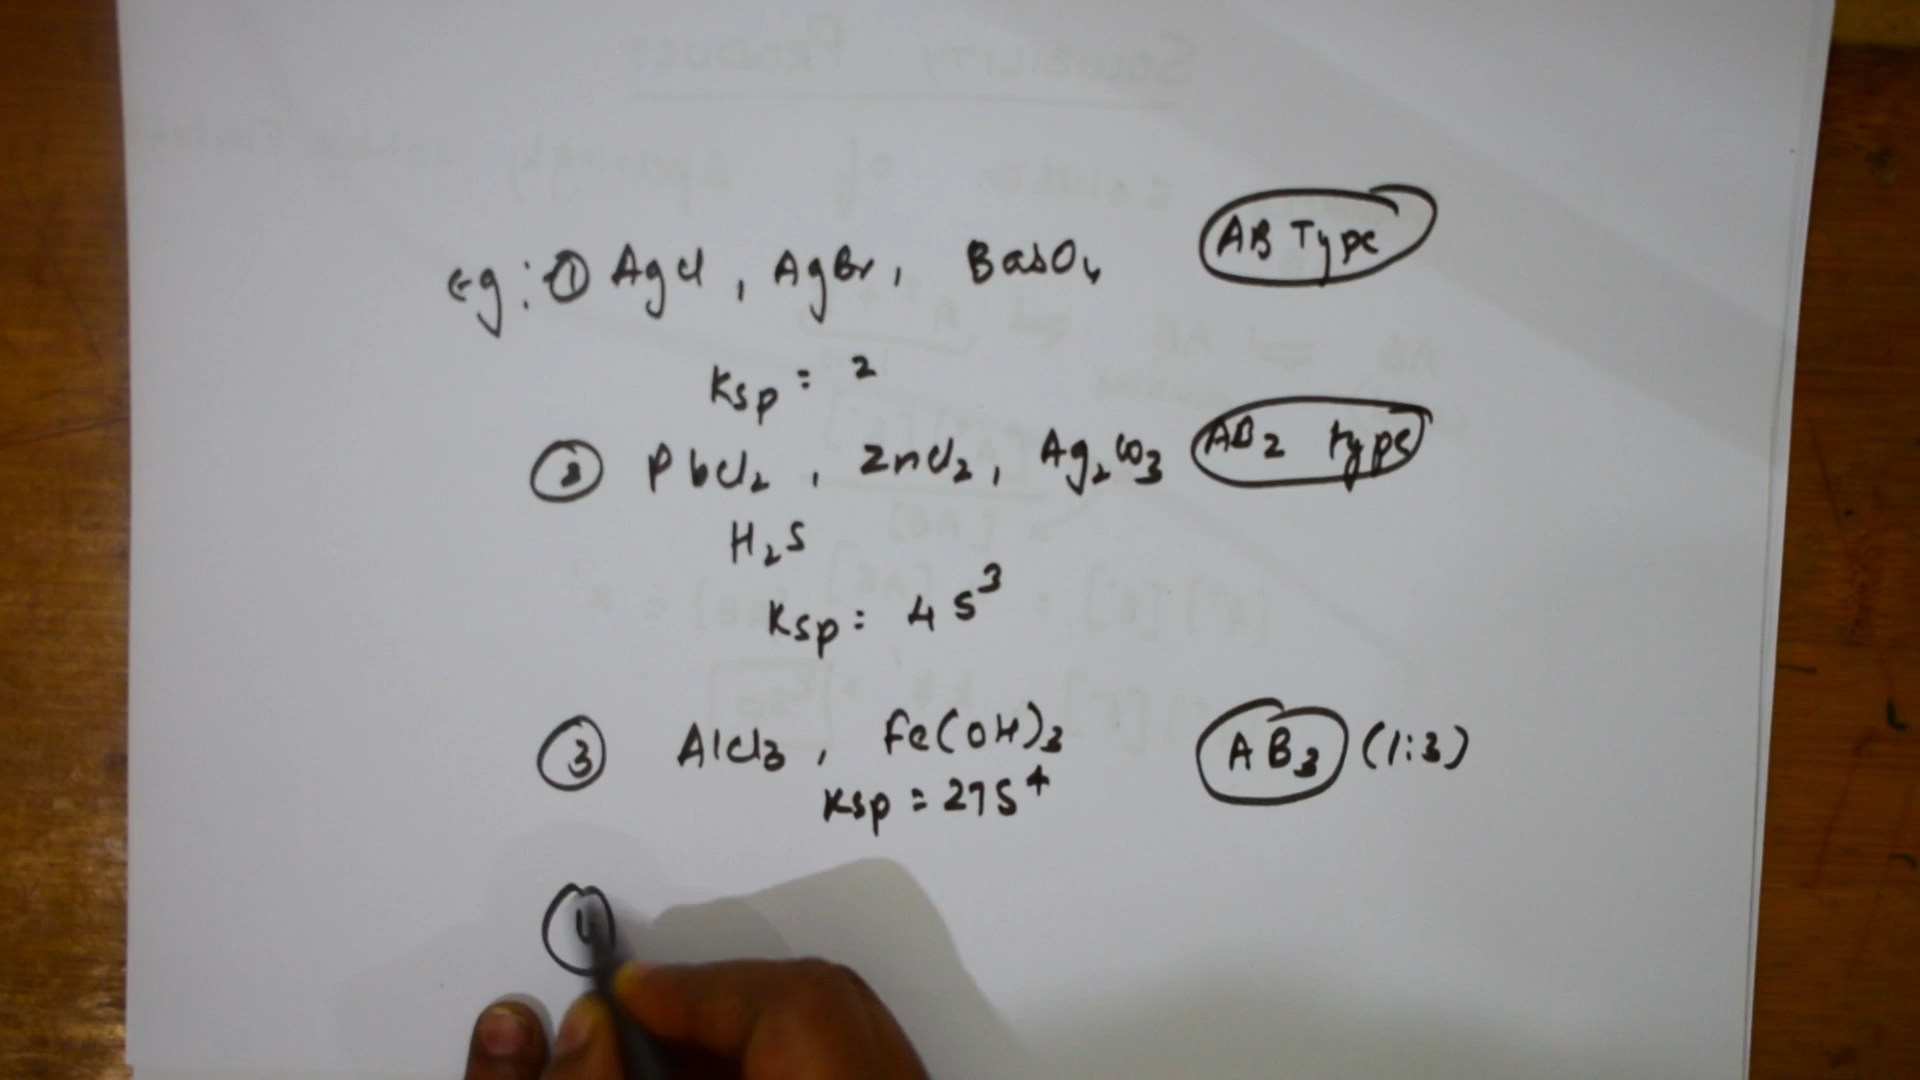 eg: ① AgCl, AgBr, BaSO₄ AB Type
Ksp = ²
② PbCl₂, ZnCl₂, Ag₂CO₃ AB₂ type
H₂S
Ksp = 4S³
③ AlCl₃, Fe(OH)₃ AB₃ (1:3)
Ksp = 27S⁴
④